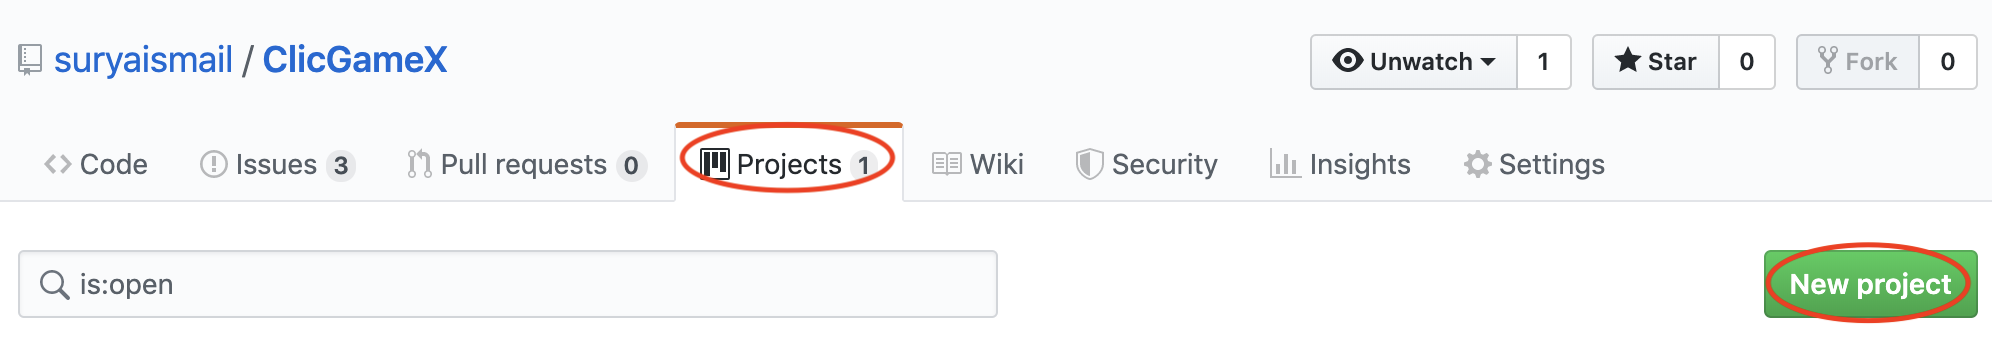 suryaismail / ClicGameX
Unwatch 1 Star 0 Fork 0
Code Issues 3 Pull requests 0 Projects 1 Wiki Security Insights Settings
is:open New project